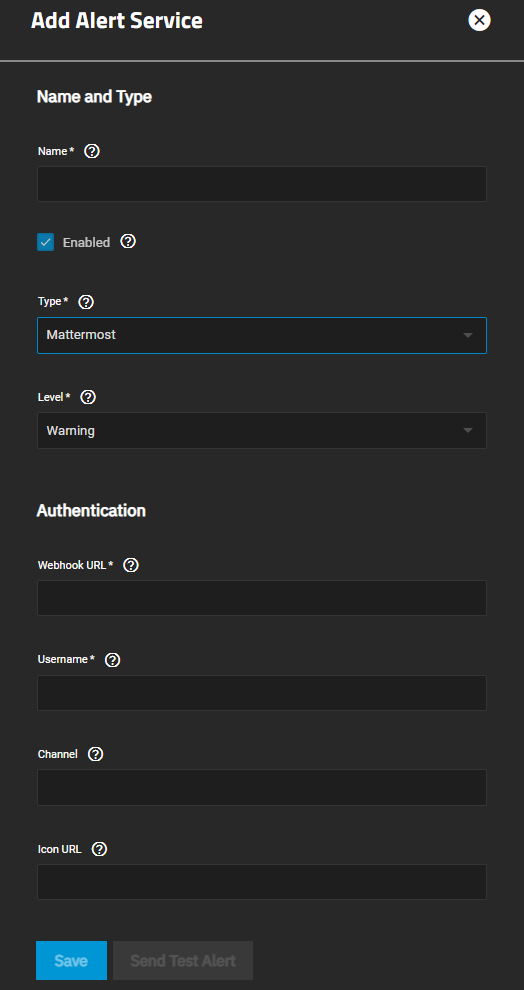 Add Alert Service
Name and Type
Name *
Enabled
Type *
Mattermost
Level *
Warning
Authentication
Webhook URL *
Username *
Channel
Icon URL
Save Send Test Alert